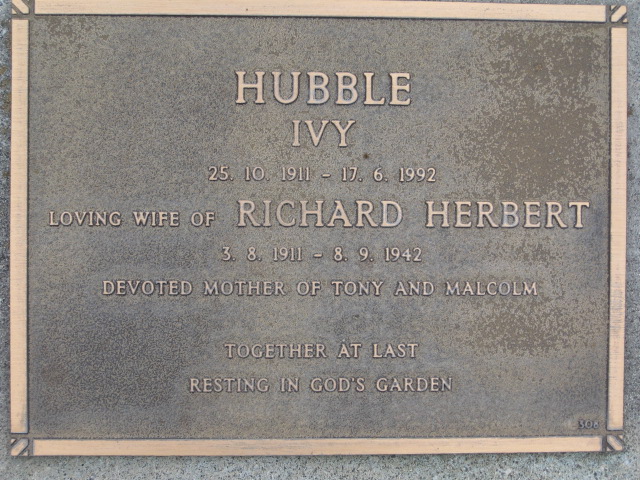 HUBBLE
IVY
25. 10. 1911 - 17. 6. 1992
LOVING WIFE OF RICHARD HERBERT
3. 8. 1911 - 8. 9. 1942
DEVOTED MOTHER OF TONY AND MALCOLM
TOGETHER AT LAST
RESTING IN GOD'S GARDEN